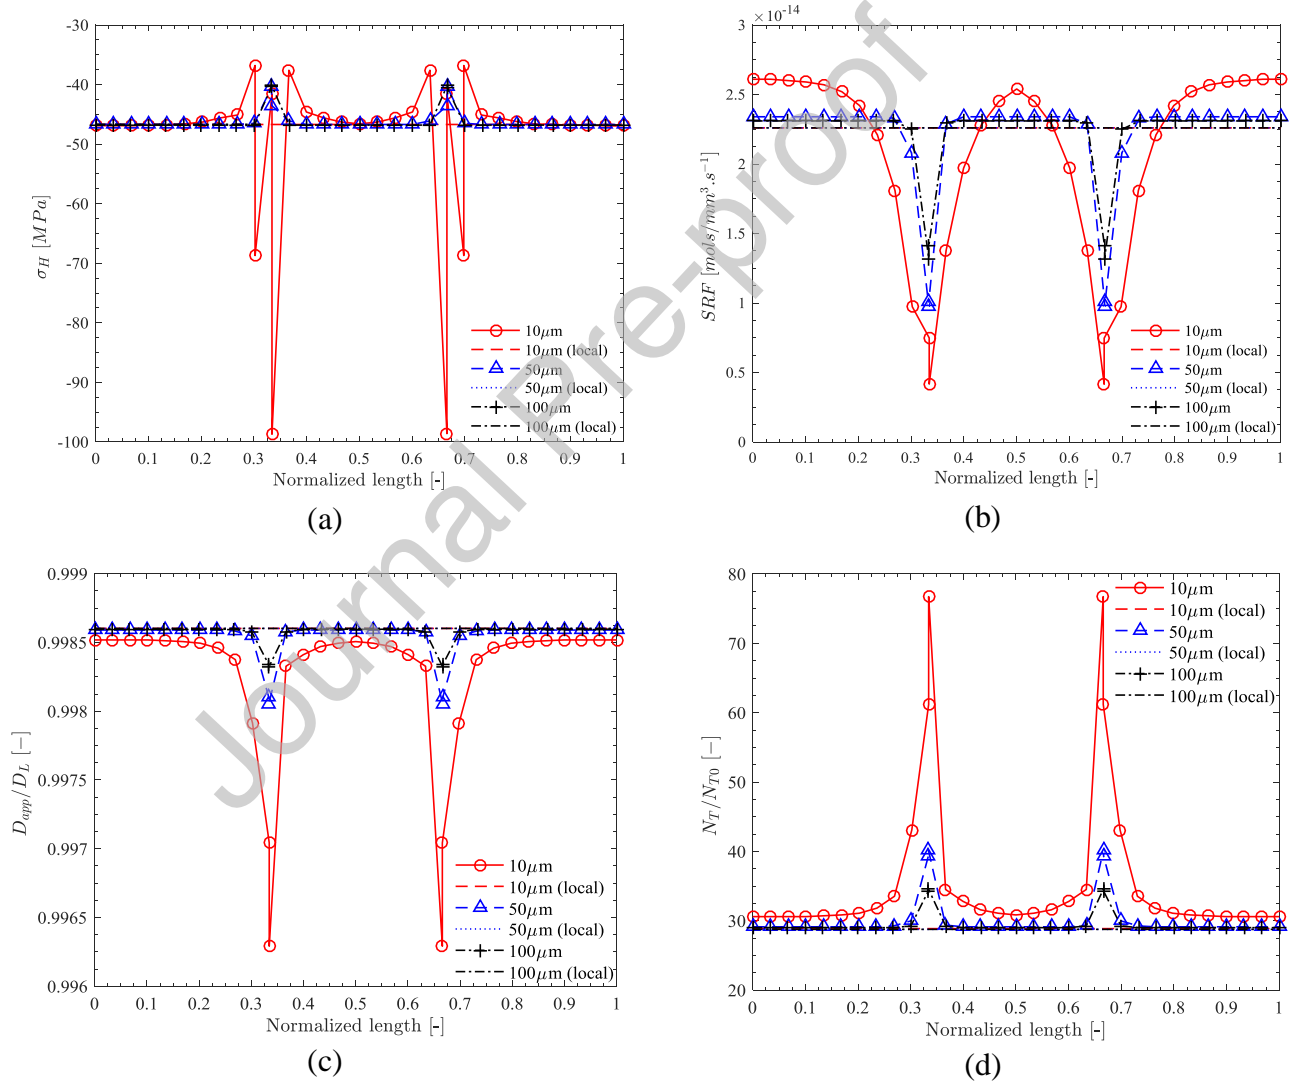 -30
-40
-50
-60
-70
-80
-90
-100
σ_H [MPa]
0 0.1 0.2 0.3 0.4 0.5 0.6 0.7 0.8 0.9 1
Normalized length [-]
10μm
10μm (local)
50μm
50μm (local)
100μm
100μm (local)
(a)
×10^-14
3
2.5
2
1.5
1
0.5
0
SRF [mols/mm^3.s^-1]
0 0.1 0.2 0.3 0.4 0.5 0.6 0.7 0.8 0.9 1
Normalized length [-]
10μm
10μm (local)
50μm
50μm (local)
100μm
100μm (local)
(b)
0.999
0.9985
0.998
0.9975
0.997
0.9965
0.996
D_app/D_L [−]
0 0.1 0.2 0.3 0.4 0.5 0.6 0.7 0.8 0.9 1
Normalized length [-]
10μm
10μm (local)
50μm
50μm (local)
100μm
100μm (local)
(c)
80
70
60
50
40
30
20
N_T/N_T0 [−]
0 0.1 0.2 0.3 0.4 0.5 0.6 0.7 0.8 0.9 1
Normalized length [-]
10μm
10μm (local)
50μm
50μm (local)
100μm
100μm (local)
(d)
Journal Pre-proof